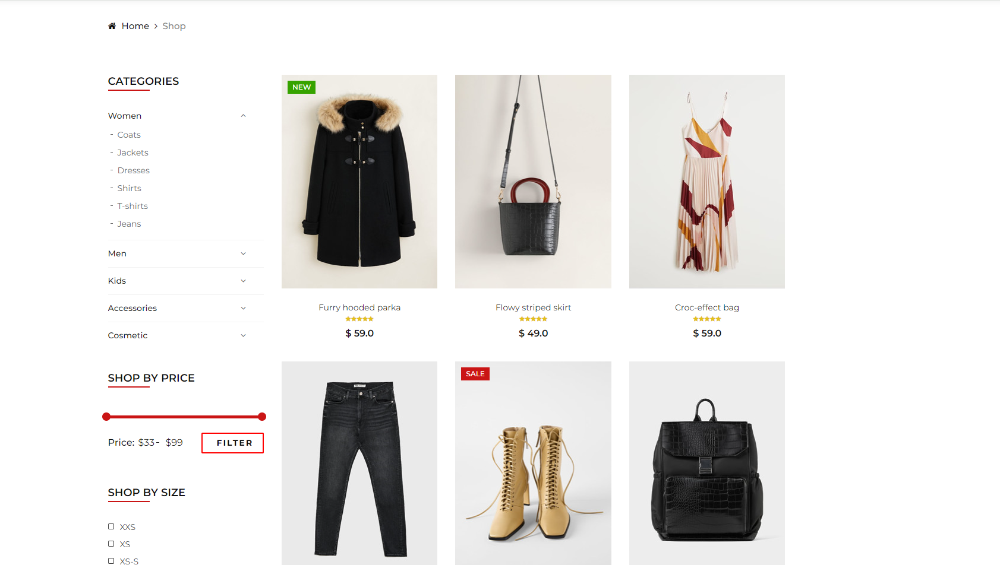 Home > Shop
CATEGORIES
Women
- Coats
- Jackets
- Dresses
- Shirts
- T-shirts
- Jeans
Men
Kids
Accessories
Cosmetic
SHOP BY PRICE
Price: $33 - $99
FILTER
SHOP BY SIZE
XXS
XS
XS-S
NEW
Furry hooded parka
$ 59.0
Flowy striped skirt
$ 49.0
Croc-effect bag
$ 59.0
SALE